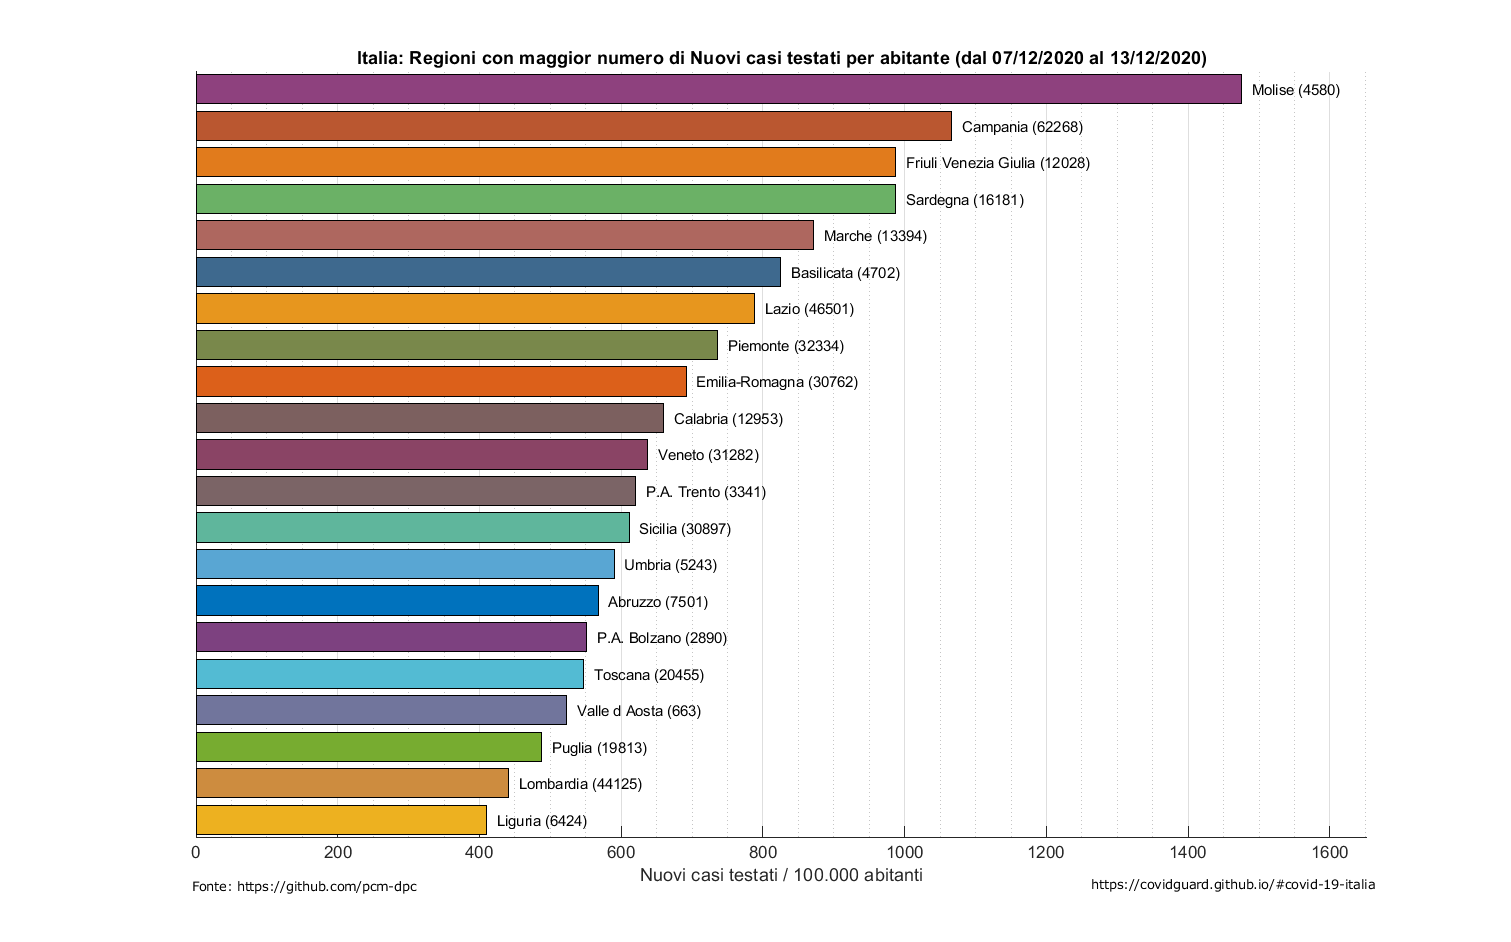 Italia: Regioni con maggior numero di Nuovi casi testati per abitante (dal 07/12/2020 al 13/12/2020)
Molise (4580)
Campania (62268)
Friuli Venezia Giulia (12028)
Sardegna (16181)
Marche (13394)
Basilicata (4702)
Lazio (46501)
Piemonte (32334)
Emilia-Romagna (30762)
Calabria (12953)
Veneto (31282)
P.A. Trento (3341)
Sicilia (30897)
Umbria (5243)
Abruzzo (7501)
P.A. Bolzano (2890)
Toscana (20455)
Valle d Aosta (663)
Puglia (19813)
Lombardia (44125)
Liguria (6424)
0 200 400 600 800 1000 1200 1400 1600
Nuovi casi testati / 100.000 abitanti
Fonte: https://github.com/pcm-dpc
https://covidguard.github.io/#covid-19-italia